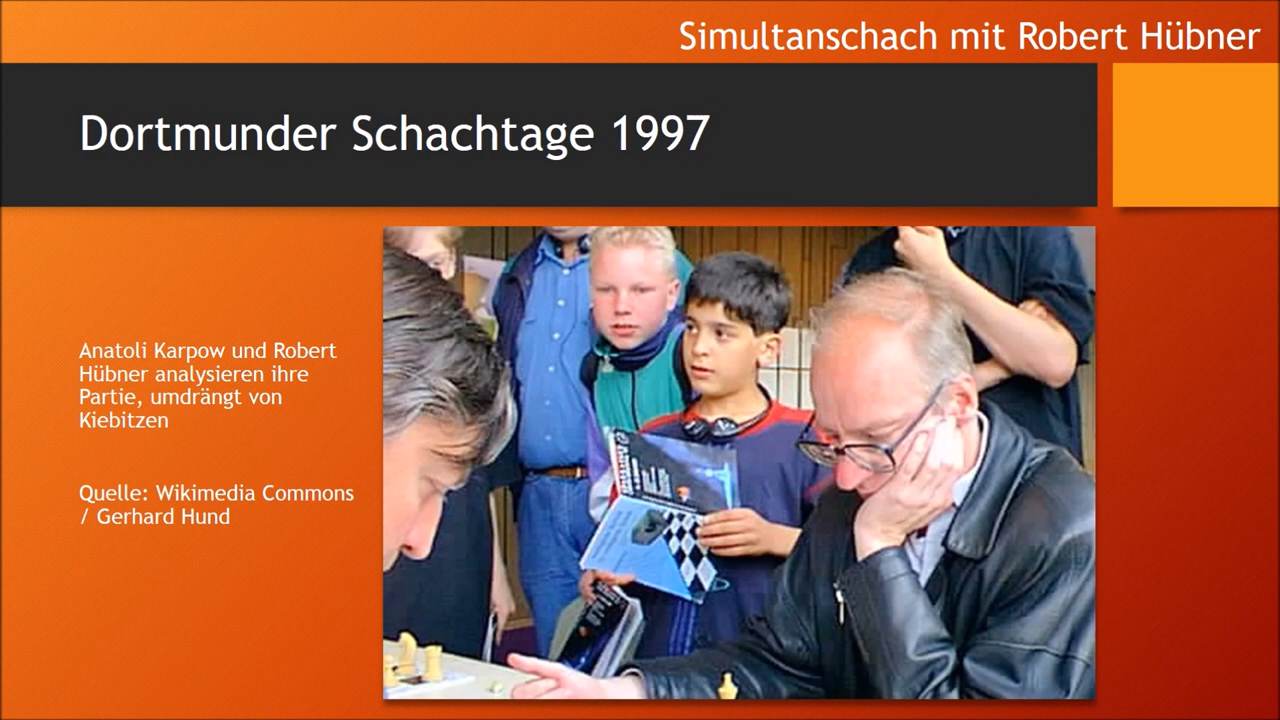 Simultanschach mit Robert Hübner
Dortmunder Schachtage 1997
Anatoli Karpow und Robert
Hübner analysieren ihre
Partie, umdrängt von
Kiebitzen
Quelle: Wikimedia Commons
/ Gerhard Hund